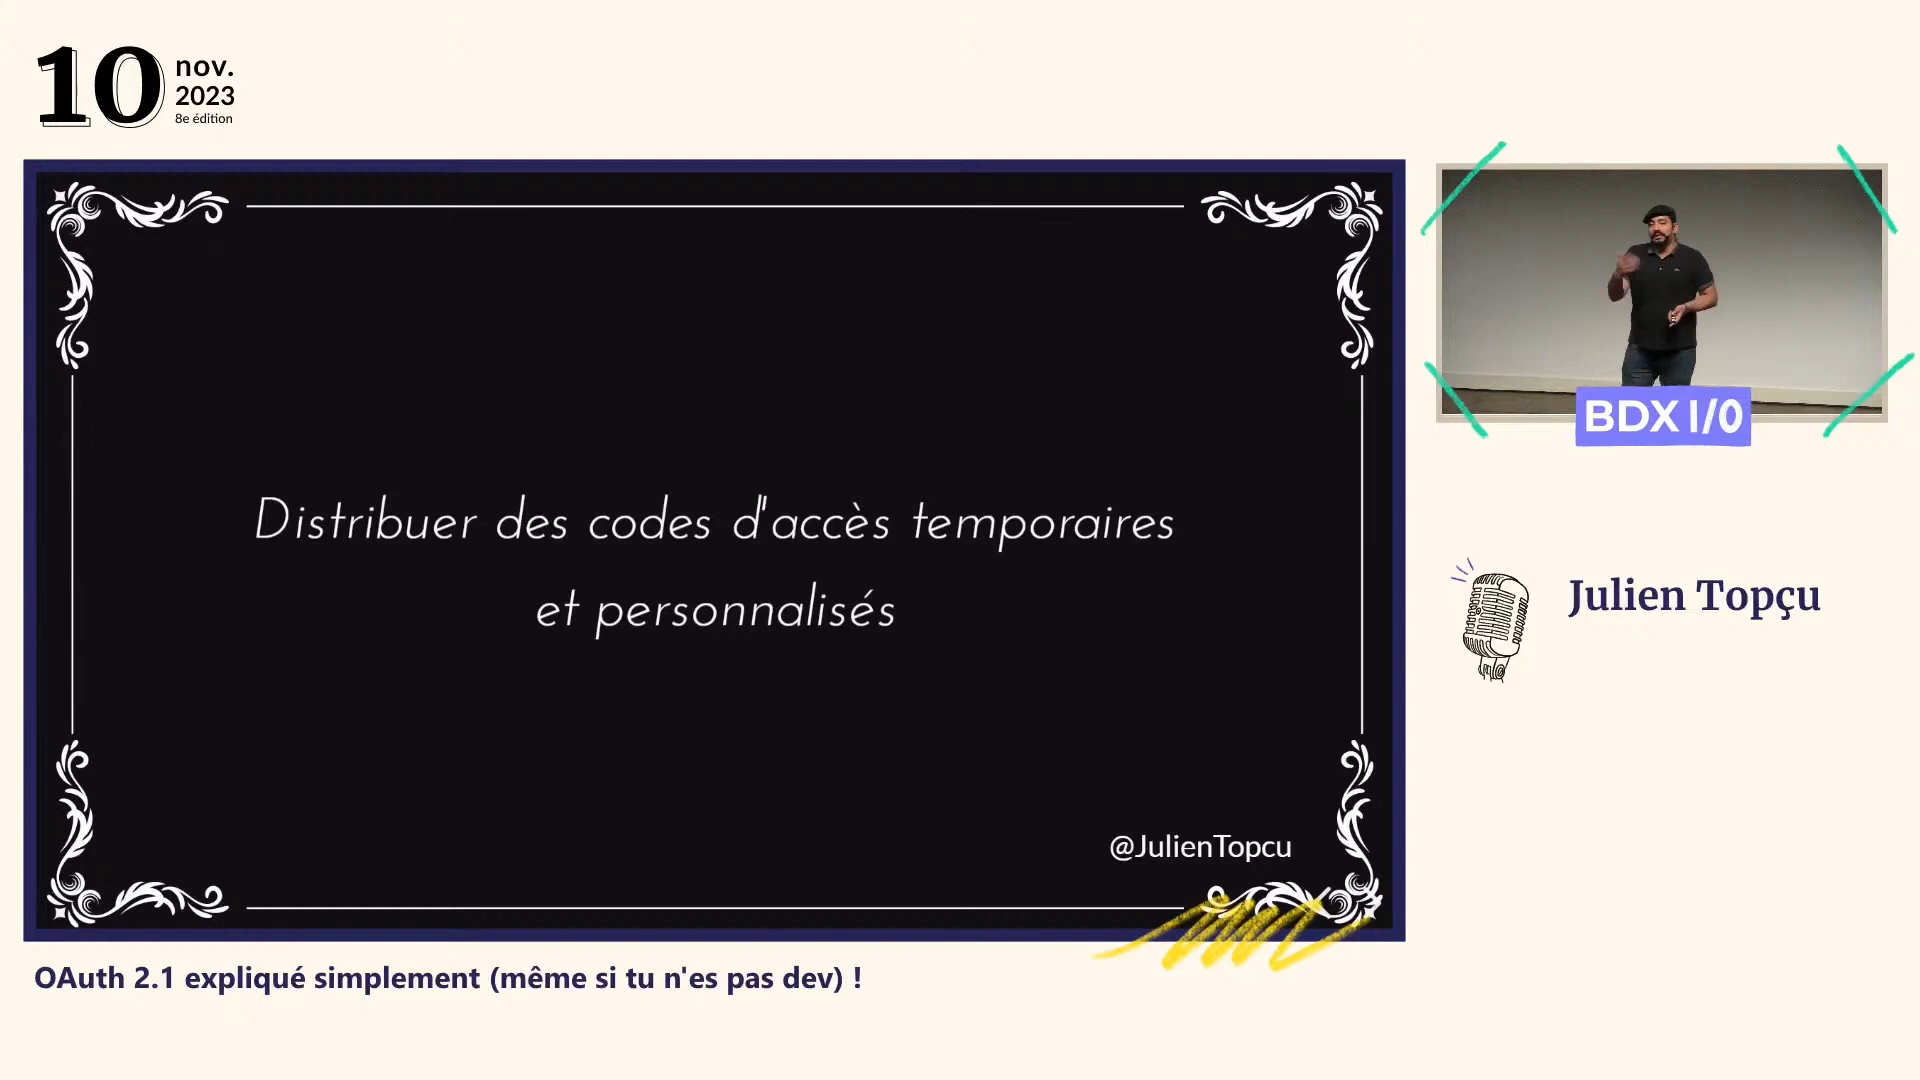 10
nov.
2023
8e édition
Distribuer des codes d'accès temporaires
et personnalisés
@JulienTopcu
BDX I/O
Julien Topçu
OAuth 2.1 expliqué simplement (même si tu n'es pas dev) !